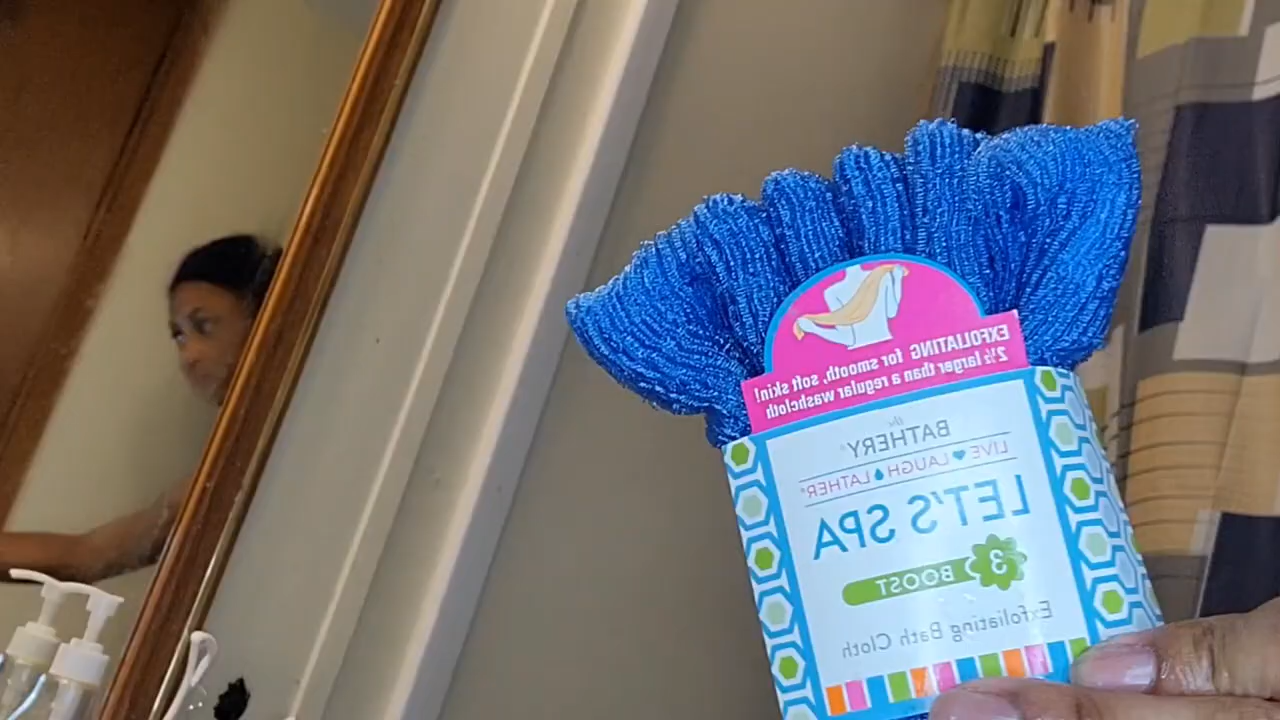 EXFOLIATING for smooth, soft skin!
2½ larger than a regular washcloth
the
BATHERY®
LIVE LAUGH LATHER®
LET'S SPA
3 BOOST
Exfoliating Bath Cloth